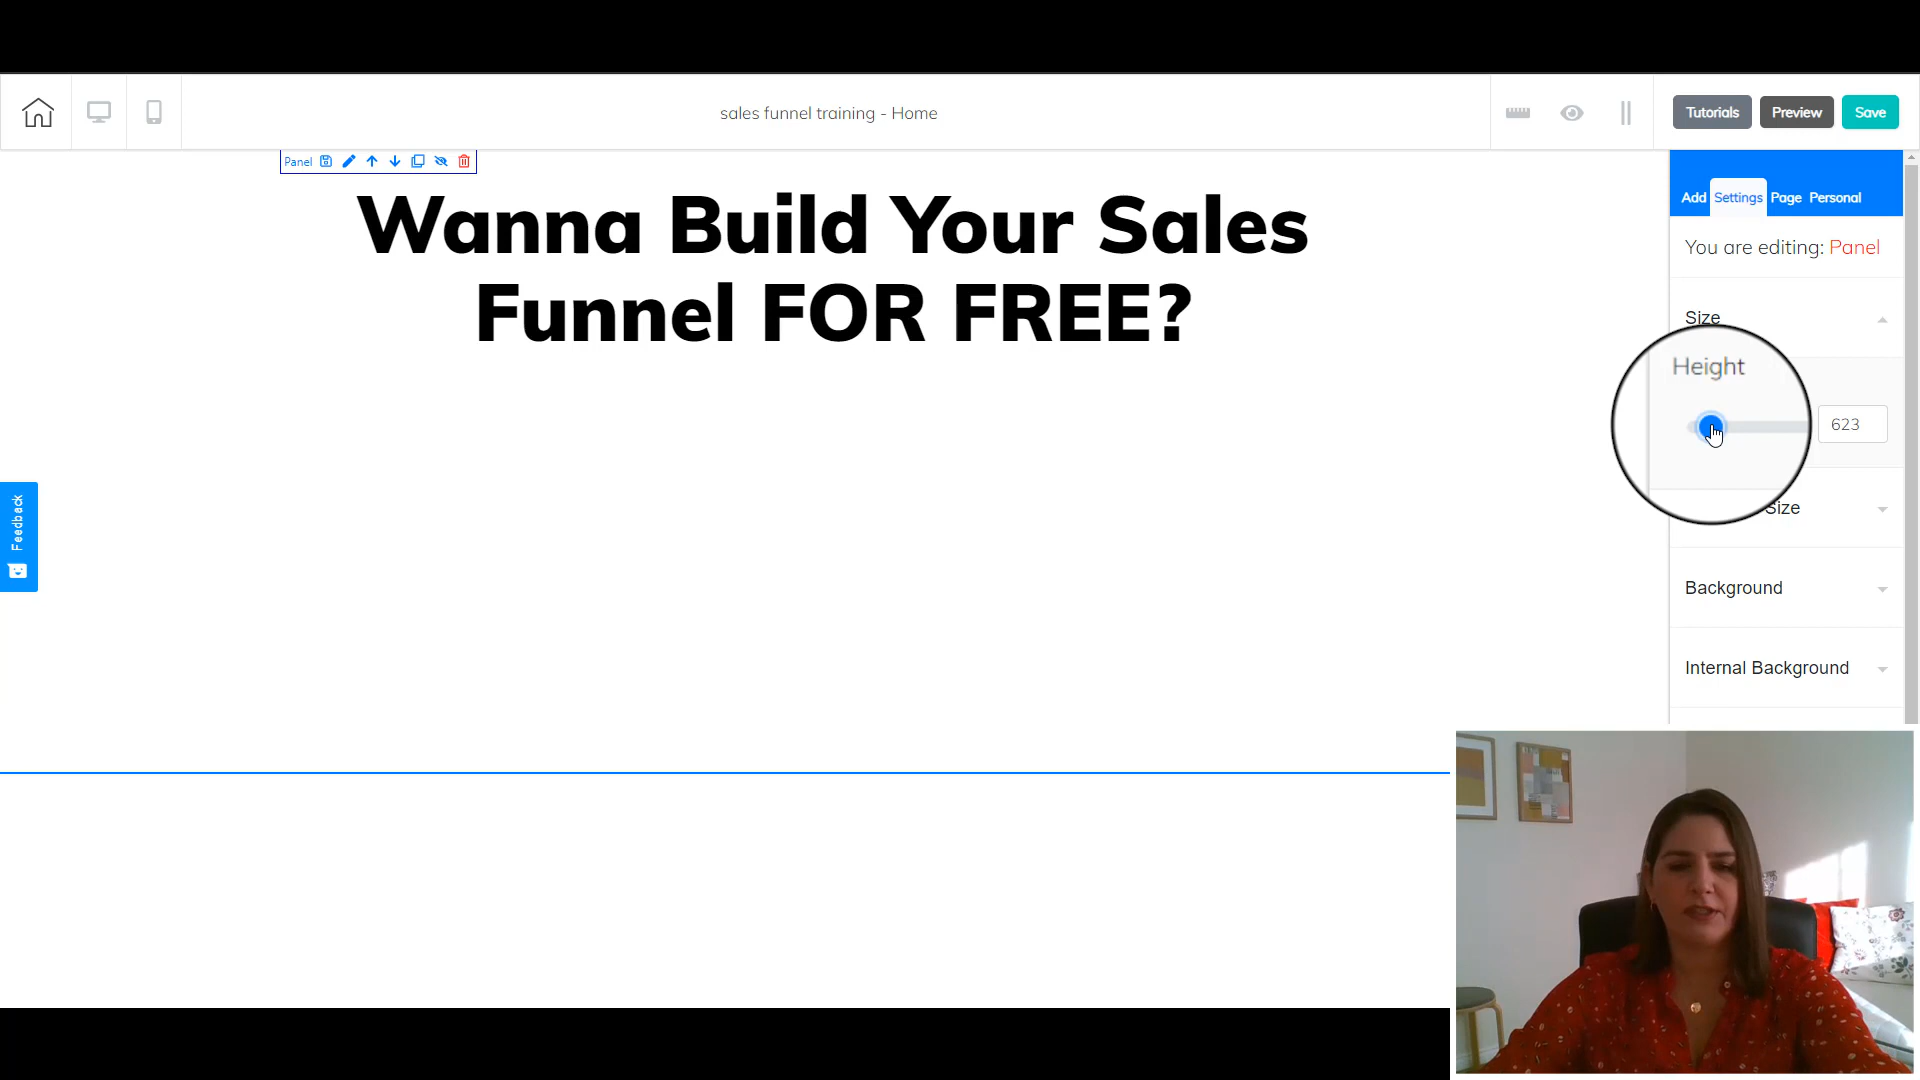 sales funnel training - Home
Tutorials
Preview
Save
Panel
Add Settings Page Personal
Wanna Build Your Sales
Funnel FOR FREE?
You are editing: Panel
Size
Height
623
Size
Feedback
Background
Internal Background